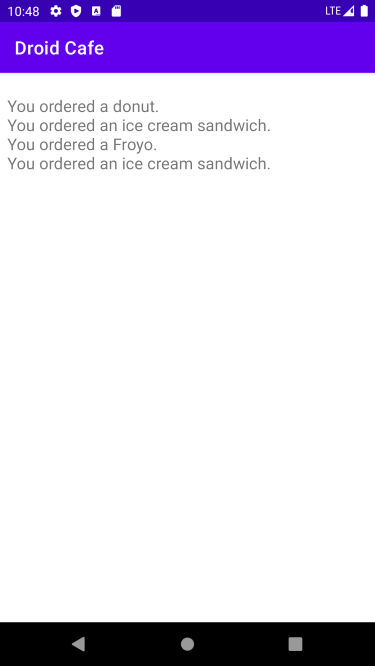 10:48
LTE
Droid Cafe
You ordered a donut.
You ordered an ice cream sandwich.
You ordered a Froyo.
You ordered an ice cream sandwich.